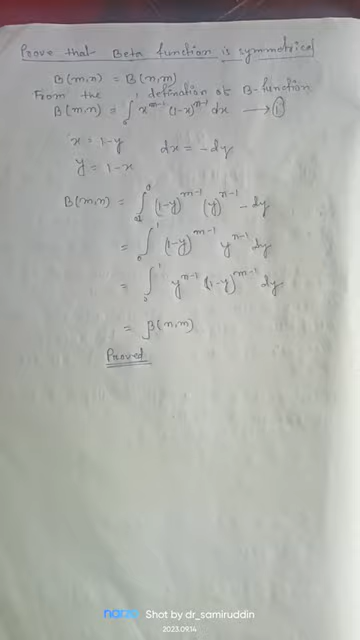 Prove that Beta function is symmetrical
B(m,n) = B(n,m)
From the defination of B-function
B(m,n) = ∫₀¹ x^{m-1} (1-x)^{n-1} dx → ①
x = 1-y dx = -dy
y = 1-x
B(m,n) = ∫₁⁰ (1-y)^{m-1} (y)^{n-1} -dy
= ∫₀¹ (1-y)^{m-1} y^{n-1} dy
= ∫₀¹ y^{n-1} (1-y)^{m-1} dy
= β(n,m)
Proved
narzo Shot by dr_samiruddin
2023.09.14